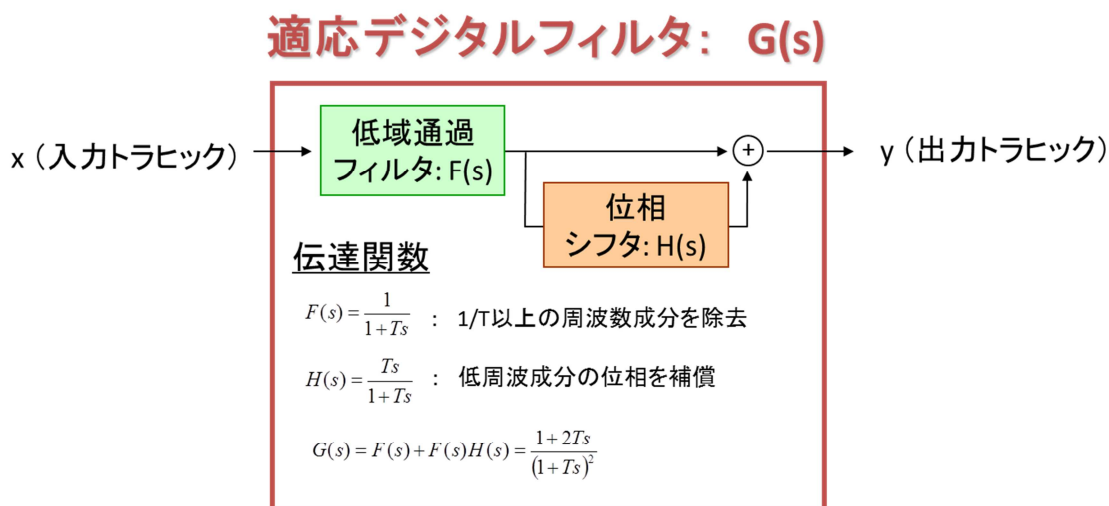 適応デジタルフィルタ: G(s)
x（入力トラヒック）
低域通過
フィルタ: F(s)
+
y（出力トラヒック）
位相
シフタ: H(s)
伝達関数
F(s) = \frac{1}{1+Ts} : 1/T以上の周波数成分を除去
H(s) = \frac{Ts}{1+Ts} : 低周波成分の位相を補償
G(s) = F(s) + F(s)H(s) = \frac{1+2Ts}{(1+Ts)^2}